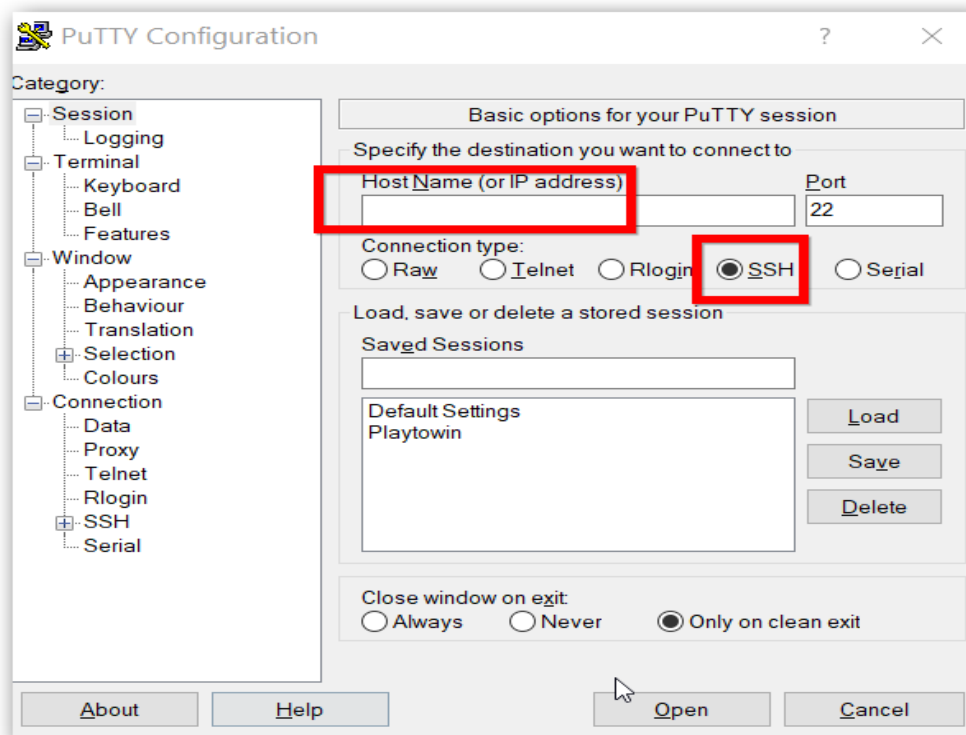 PuTTY Configuration
?
Category:
Session
Logging
Terminal
Keyboard
Bell
Features
Window
Appearance
Behaviour
Translation
Selection
Colours
Connection
Data
Proxy
Telnet
Rlogin
SSH
Serial
Basic options for your PuTTY session
Specify the destination you want to connect to
Host Name (or IP address) Port
22
Connection type:
Raw Telnet Rlogin SSH Serial
Load, save or delete a stored session
Saved Sessions
Default Settings
Playtowin
Load
Save
Delete
Close window on exit:
Always Never Only on clean exit
About Help Open Cancel